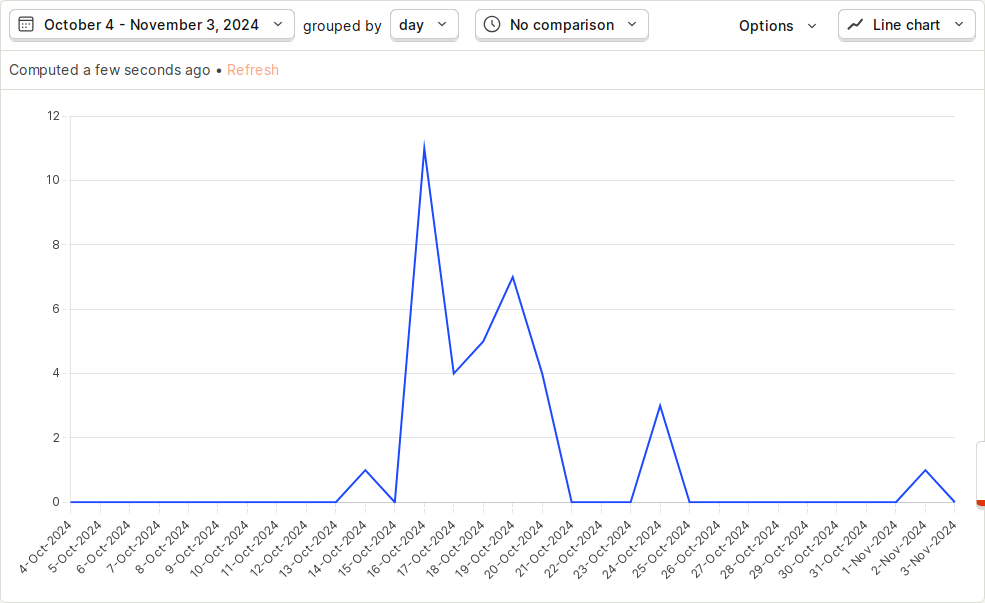 October 4 - November 3, 2024 grouped by day No comparison Options Line chart
Computed a few seconds ago • Refresh
12
10
8
6
4
2
0
4-Oct-2024
5-Oct-2024
6-Oct-2024
7-Oct-2024
8-Oct-2024
9-Oct-2024
10-Oct-2024
11-Oct-2024
12-Oct-2024
13-Oct-2024
14-Oct-2024
15-Oct-2024
16-Oct-2024
17-Oct-2024
18-Oct-2024
19-Oct-2024
20-Oct-2024
21-Oct-2024
22-Oct-2024
23-Oct-2024
24-Oct-2024
25-Oct-2024
26-Oct-2024
27-Oct-2024
28-Oct-2024
29-Oct-2024
30-Oct-2024
31-Oct-2024
1-Nov-2024
2-Nov-2024
3-Nov-2024